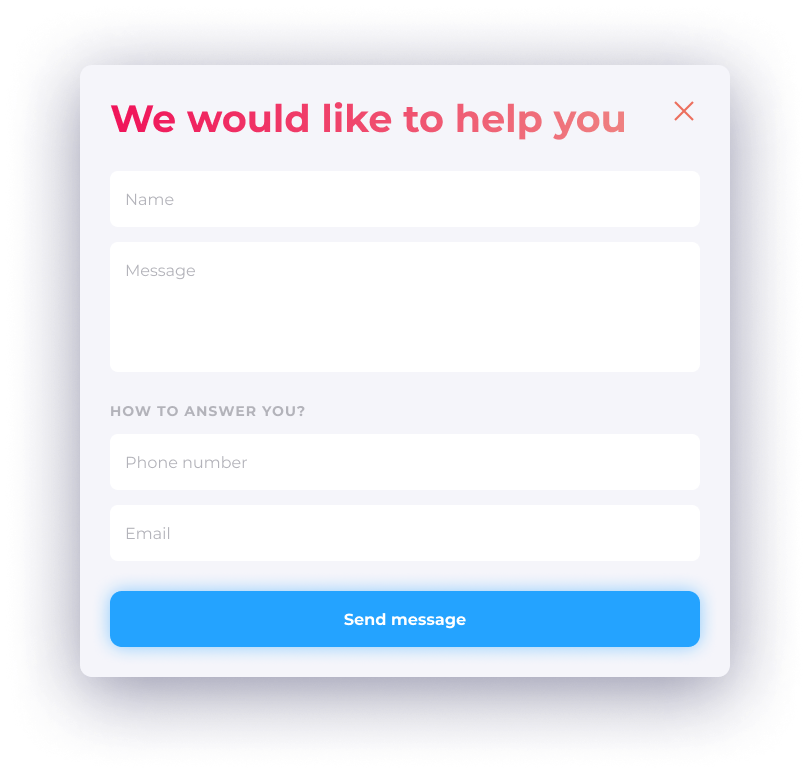 We would like to help you
Name
Message
HOW TO ANSWER YOU?
Phone number
Email
Send message